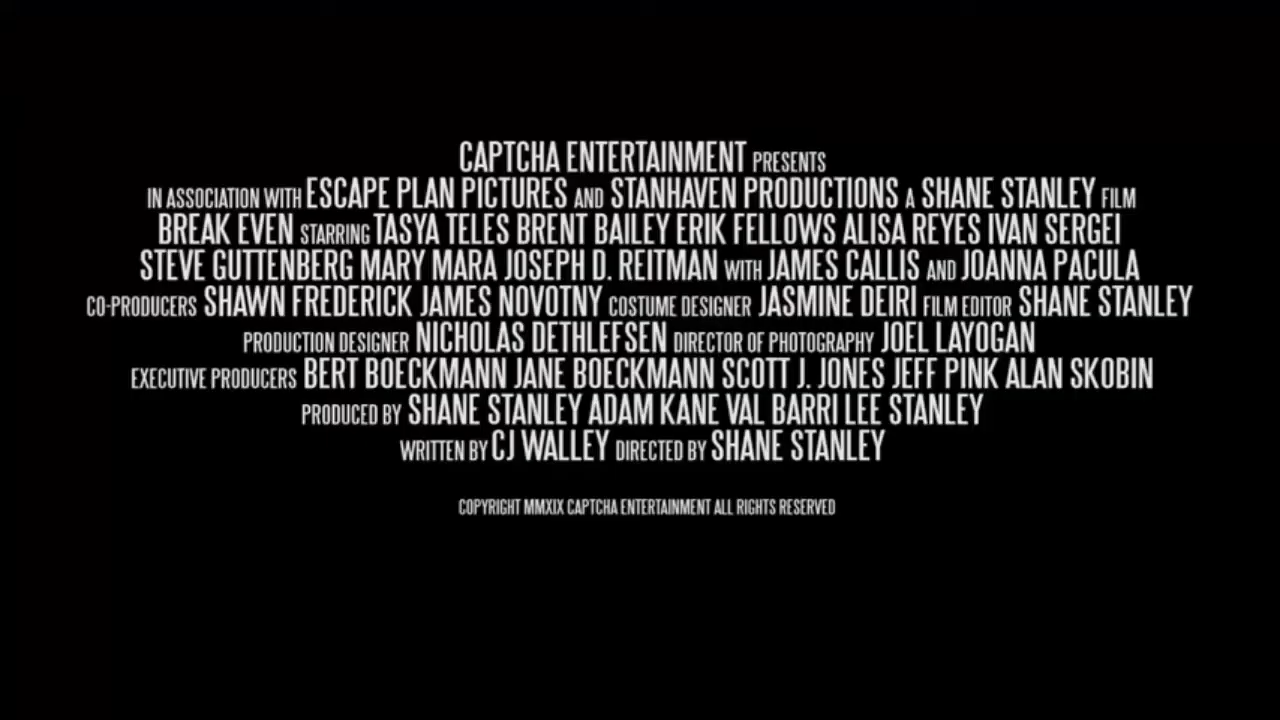 CAPTCHA ENTERTAINMENT PRESENTS
IN ASSOCIATION WITH ESCAPE PLAN PICTURES AND STANHAVEN PRODUCTIONS A SHANE STANLEY FILM
BREAK EVEN STARRING TASYA TELES BRENT BAILEY ERIK FELLOWS ALISA REYES IVAN SERGEI
STEVE GUTTENBERG MARY MARA JOSEPH D. REITMAN WITH JAMES CALLIS AND JOANNA PACULA
CO-PRODUCERS SHAWN FREDERICK JAMES NOVOTNY COSTUME DESIGNER JASMINE DEIRI FILM EDITOR SHANE STANLEY
PRODUCTION DESIGNER NICHOLAS DETHLEFSEN DIRECTOR OF PHOTOGRAPHY JOEL LAYOGAN
EXECUTIVE PRODUCERS BERT BOECKMANN JANE BOECKMANN SCOTT J. JONES JEFF PINK ALAN SKOBIN
PRODUCED BY SHANE STANLEY ADAM KANE VAL BARRI LEE STANLEY
WRITTEN BY CJ WALLEY DIRECTED BY SHANE STANLEY
COPYRIGHT MMXIX CAPTCHA ENTERTAINMENT ALL RIGHTS RESERVED